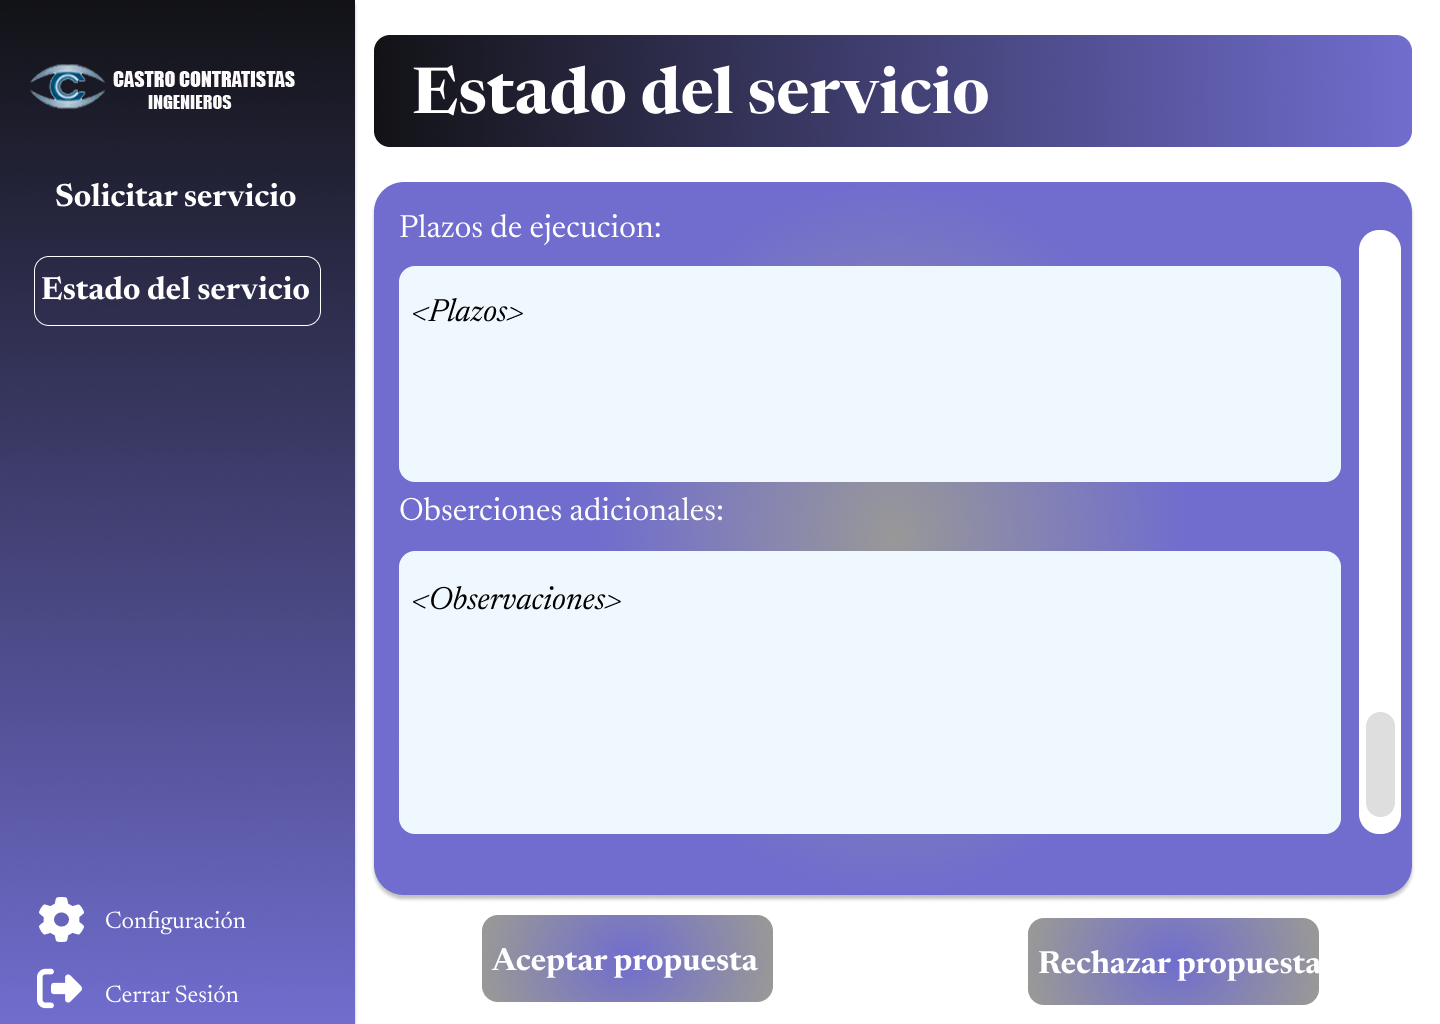 CASTRO CONTRATISTAS
INGENIEROS
Solicitar servicio
Estado del servicio
Configuración
Cerrar Sesión
Estado del servicio
Plazos de ejecucion:
<Plazos>
Obserciones adicionales:
<Observaciones>
Aceptar propuesta
Rechazar propuesta